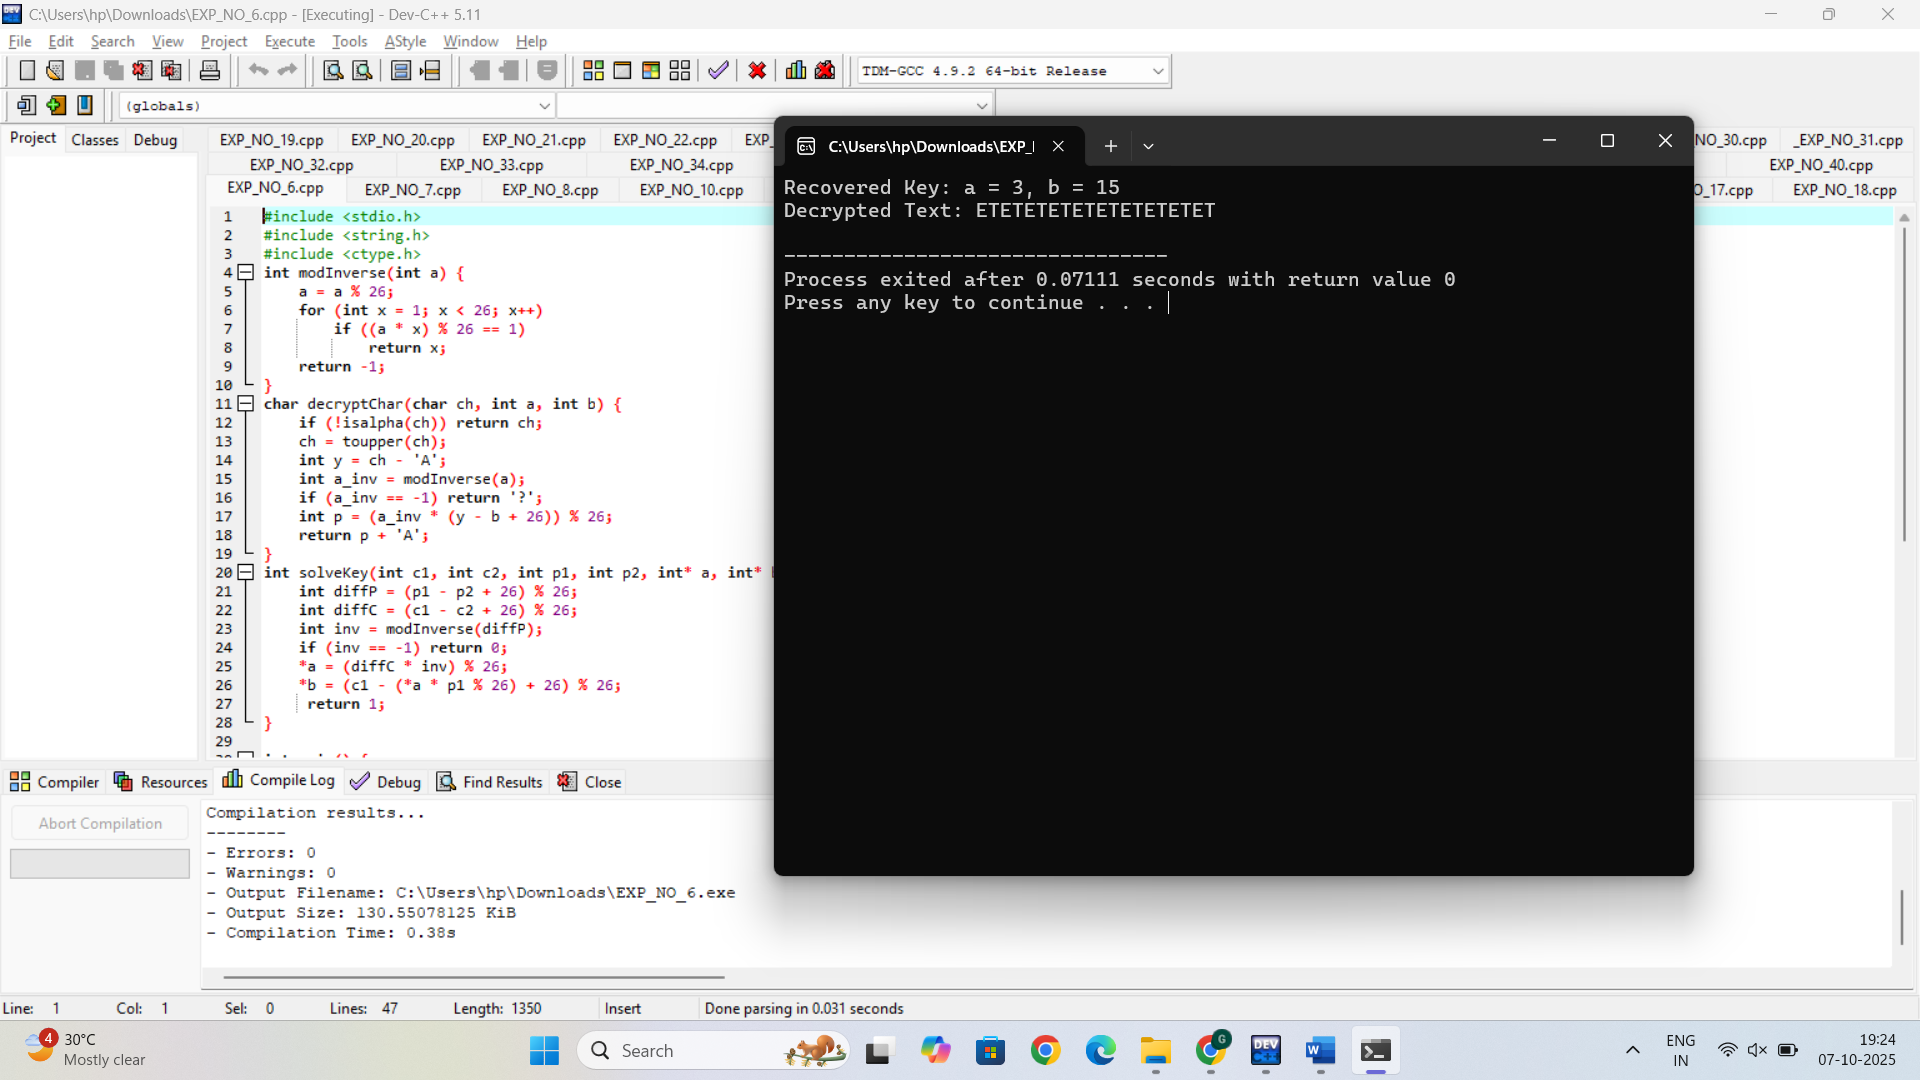 C:\Users\hp\Downloads\EXP_NO_6.cpp - [Executing] - Dev-C++ 5.11
File Edit Search View Project Execute Tools AStyle Window Help
TDM-GCC 4.9.2 64-bit Release
(globals)
Project Classes Debug
EXP_NO_19.cpp EXP_NO_20.cpp EXP_NO_21.cpp EXP_NO_22.cpp EXP_ NO_30.cpp _EXP_NO_31.cpp
EXP_NO_32.cpp EXP_NO_33.cpp EXP_NO_34.cpp EXP_NO_40.cpp
EXP_NO_6.cpp EXP_NO_7.cpp EXP_NO_8.cpp EXP_NO_10.cpp O_17.cpp EXP_NO_18.cpp
1 #include <stdio.h>
2 #include <string.h>
3 #include <ctype.h>
4 int modInverse(int a) {
5 a = a % 26;
6 for (int x = 1; x < 26; x++)
7 if ((a * x) % 26 == 1)
8 return x;
9 return -1;
10 }
11 char decryptChar(char ch, int a, int b) {
12 if (!isalpha(ch)) return ch;
13 ch = toupper(ch);
14 int y = ch - 'A';
15 int a_inv = modInverse(a);
16 if (a_inv == -1) return '?';
17 int p = (a_inv * (y - b + 26)) % 26;
18 return p + 'A';
19 }
20 int solveKey(int c1, int c2, int p1, int p2, int* a, int*
21 int diffP = (p1 - p2 + 26) % 26;
22 int diffC = (c1 - c2 + 26) % 26;
23 int inv = modInverse(diffP);
24 if (inv == -1) return 0;
25 *a = (diffC * inv) % 26;
26 *b = (c1 - (*a * p1 % 26) + 26) % 26;
27 return 1;
28 }
29
C:\Users\hp\Downloads\EXP_
Recovered Key: a = 3, b = 15
Decrypted Text: ETETETETETETETETETET
--------------------------------
Process exited after 0.07111 seconds with return value 0
Press any key to continue . . .
Compiler Resources Compile Log Debug Find Results Close
Abort Compilation
Compilation results...
--------
- Errors: 0
- Warnings: 0
- Output Filename: C:\Users\hp\Downloads\EXP_NO_6.exe
- Output Size: 130.55078125 KiB
- Compilation Time: 0.38s
Line: 1 Col: 1 Sel: 0 Lines: 47 Length: 1350 Insert Done parsing in 0.031 seconds
4
30°C
Mostly clear
Search
G
DEV
C++
W
ENG
IN
19:24
07-10-2025